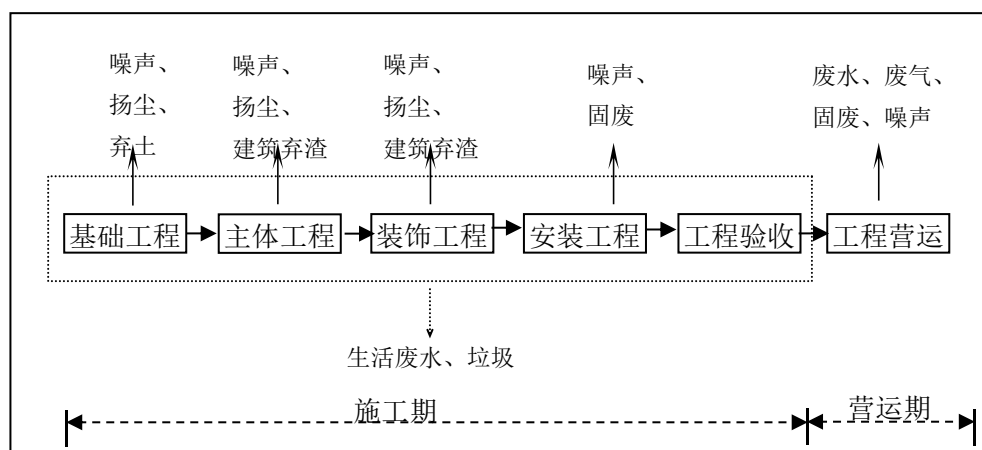 噪声、
扬尘、
弃土
噪声、
扬尘、
建筑弃渣
噪声、
扬尘、
建筑弃渣
噪声、
固废
废水、废气、
固废、噪声
基础工程
主体工程
装饰工程
安装工程
工程验收
工程营运
生活废水、垃圾
施工期
营运期